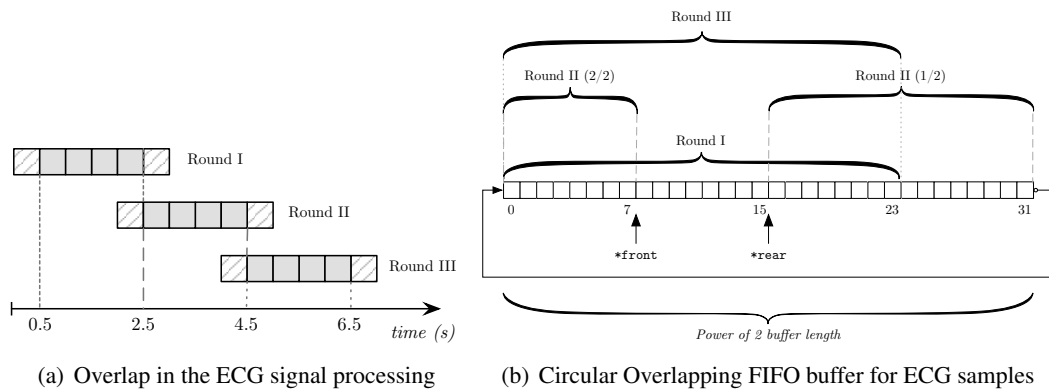 Round I
Round II
Round III
0.5 2.5 4.5 6.5
time (s)
(a) Overlap in the ECG signal processing
Round III
Round II (2/2) Round II (1/2)
Round I
0 7 15 23 31
*front *rear
Power of 2 buffer length
(b) Circular Overlapping FIFO buffer for ECG samples